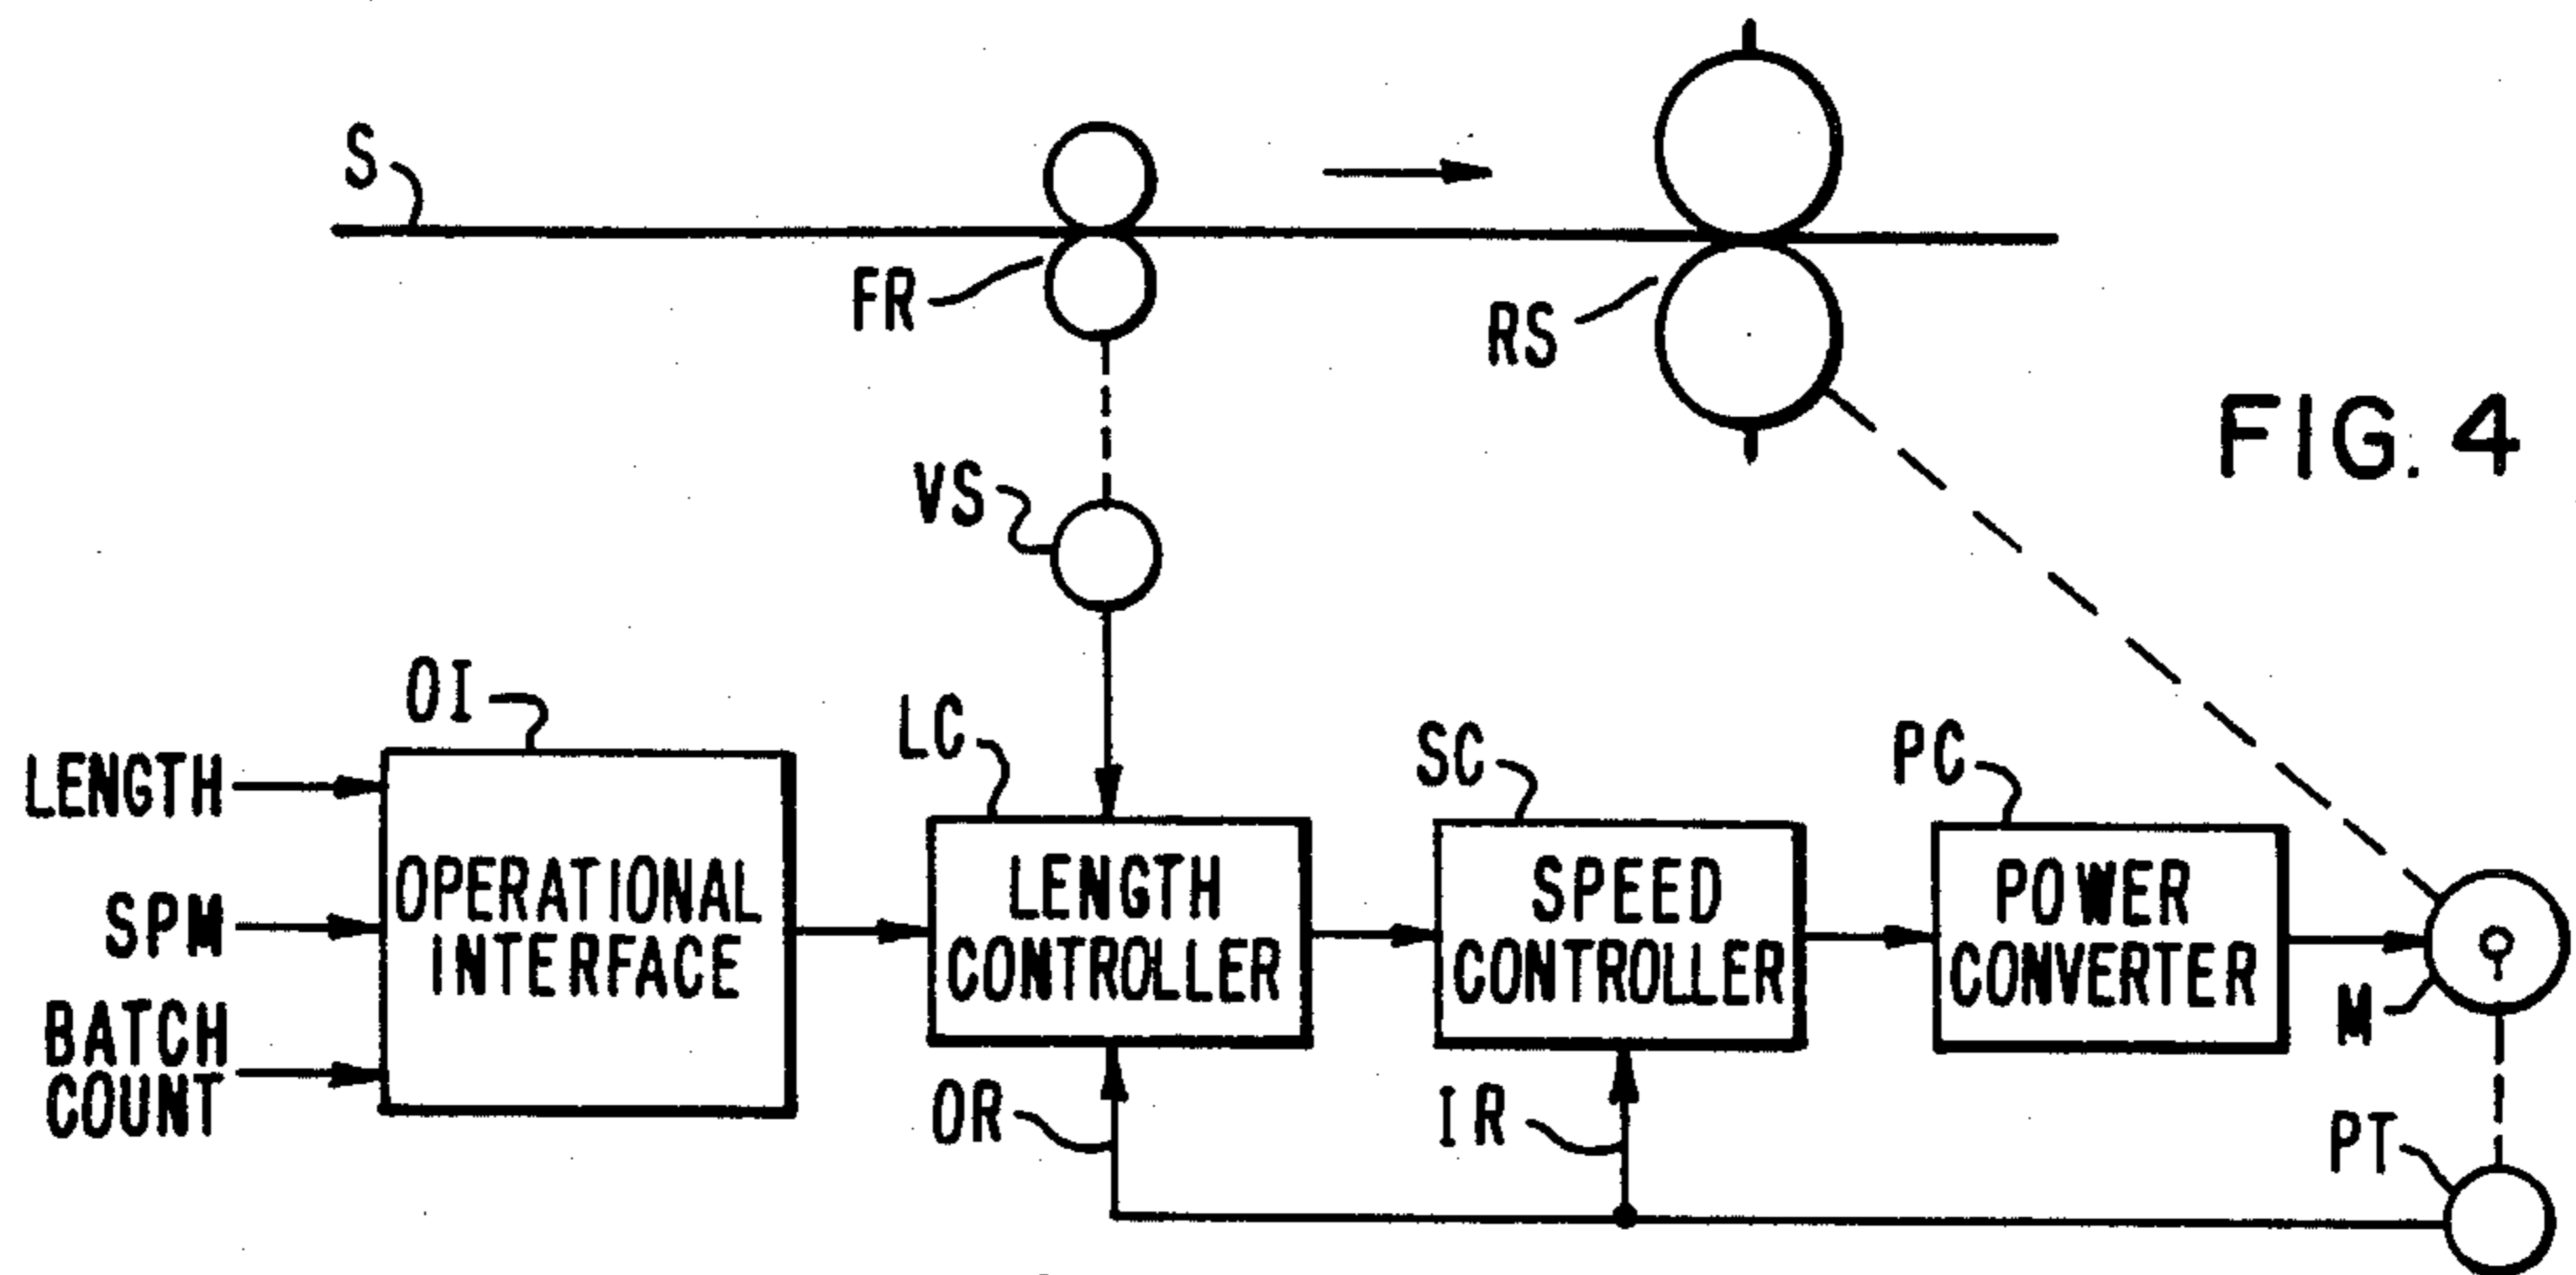 S
FR
RS
FIG. 4
VS
OI
LC
SC
PC
LENGTH
SPM
BATCH
COUNT
OPERATIONAL
INTERFACE
LENGTH
CONTROLLER
SPEED
CONTROLLER
POWER
CONVERTER
M
OR
IR
PT